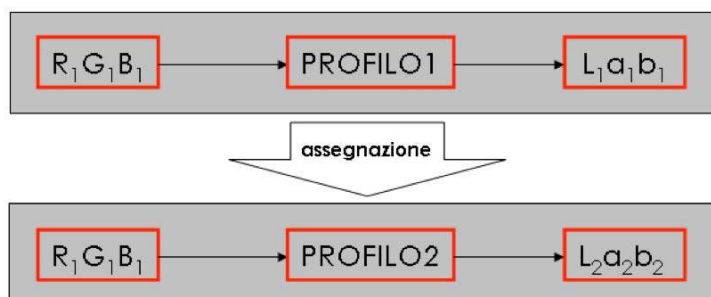 R₁G₁B₁ PROFILO1 L₁a₁b₁
assegnazione
R₁G₁B₁ PROFILO2 L₂a₂b₂